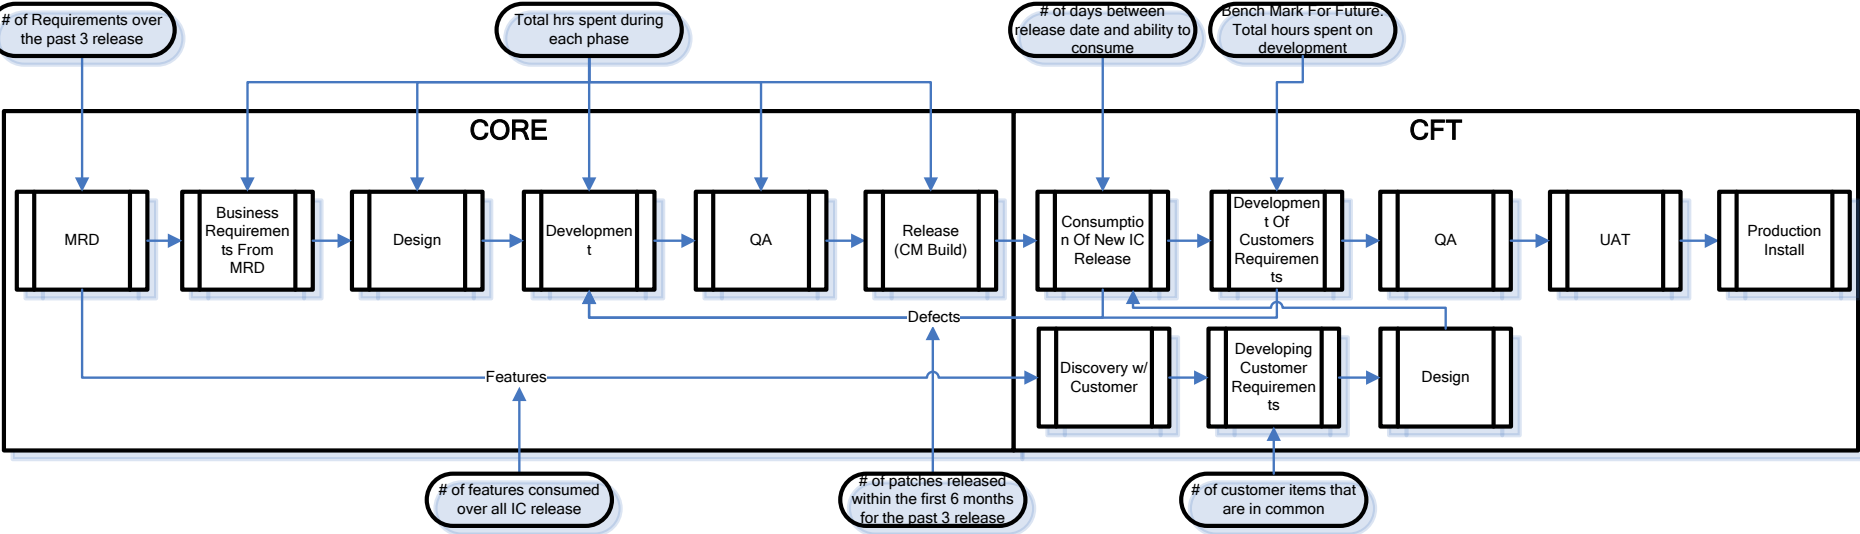 # of Requirements over
the past 3 release
Total hrs spent during
each phase
# of days between
release date and ability to
consume
Bench Mark For Future.
Total hours spent on
development
CORE
CFT
MRD
Business
Requiremen
ts From
MRD
Design
Developmen
t
QA
Release
(CM Build)
Consumptio
n Of New IC
Release
Developmen
t Of
Customers
Requiremen
ts
QA
UAT
Production
Install
Defects
Features
Discovery w/
Customer
Developing
Customer
Requiremen
ts
Design
# of features consumed
over all IC release
# of patches released
within the first 6 months
for the past 3 release
# of customer items that
are in common